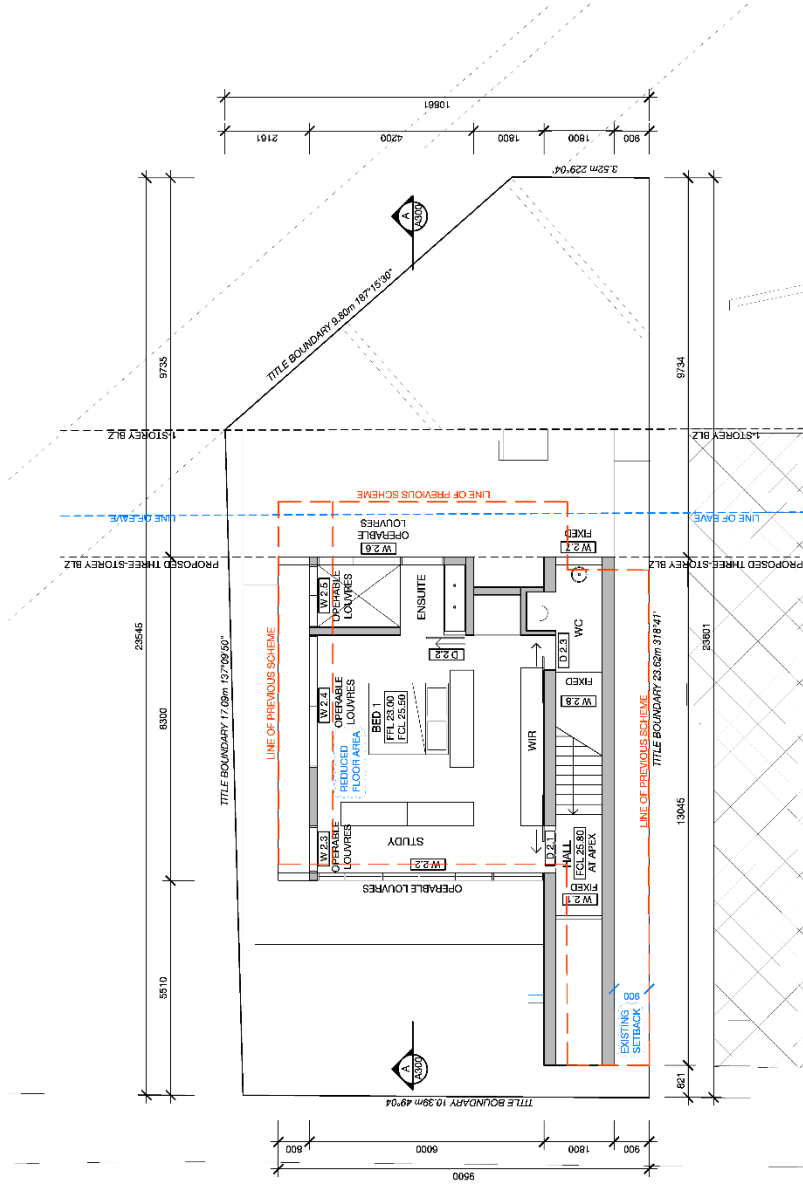 10861
2161
4200
1800
1800
900
3.52m 229°04'
A
A300
TITLE BOUNDARY 9.80m 187°15'30"
9735
9734
1-STOREY BLZ
1-STOREY BLZ
LINE OF PREVIOUS SCHEME
LINE OF EAVE
LINE OF EAVE
OPERABLE
LOUVRES
W 2.6
FIXED
W 2.7
PROPOSED THREE-STOREY BLZ
PROPOSED THREE-STOREY BLZ
W 2.5
OPERABLE
LOUVRES
ENSUITE
WC
D 2.2
D 2.3
23545
8300
TITLE BOUNDARY 17.09m 137°09'50"
LINE OF PREVIOUS SCHEME
W 2.4
OPERABLE
LOUVRES
BED 1
FFL 23.00
FCL 25.50
REDUCED
FLOOR AREA
WIR
FIXED
W 2.8
TITLE BOUNDARY 23.62m 318°41'
23801
13045
LINE OF PREVIOUS SCHEME
W 2.3
OPERABLE
LOUVRES
STUDY
W 2.2
OPERABLE LOUVRES
D 2.1
HALL
FCL 25.80
AT APEX
FIXED
W 2.1
5510
900
EXISTING
SETBACK
A
A300
821
TITLE BOUNDARY 10.39m 49°04'
800
6000
1800
900
9500